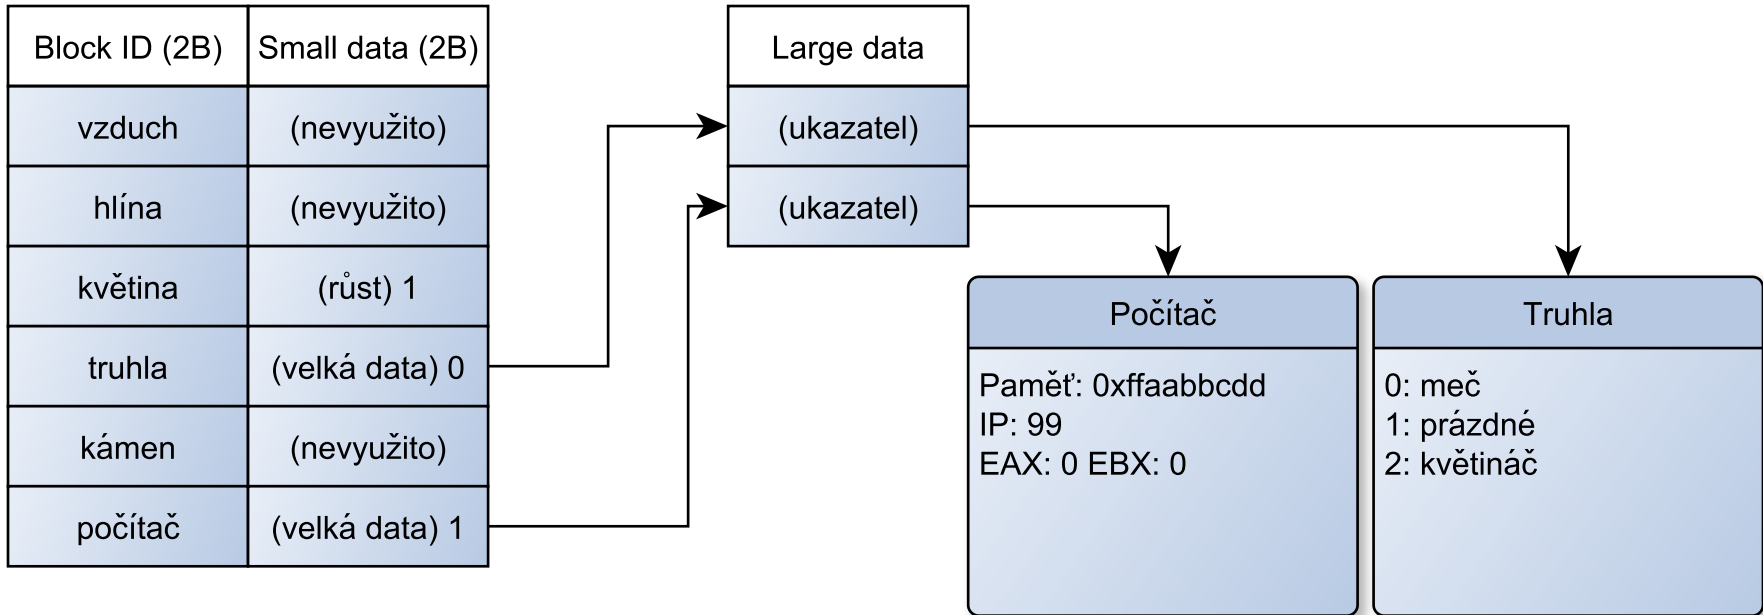 Block ID (2B) Small data (2B)
vzduch (nevyužito)
hlína (nevyužito)
květina (růst) 1
truhla (velká data) 0
kámen (nevyužito)
počítač (velká data) 1
Large data
(ukazatel)
(ukazatel)
Počítač
Paměť: 0xffaabbcdd
IP: 99
EAX: 0 EBX: 0
Truhla
0: meč
1: prázdné
2: květináč